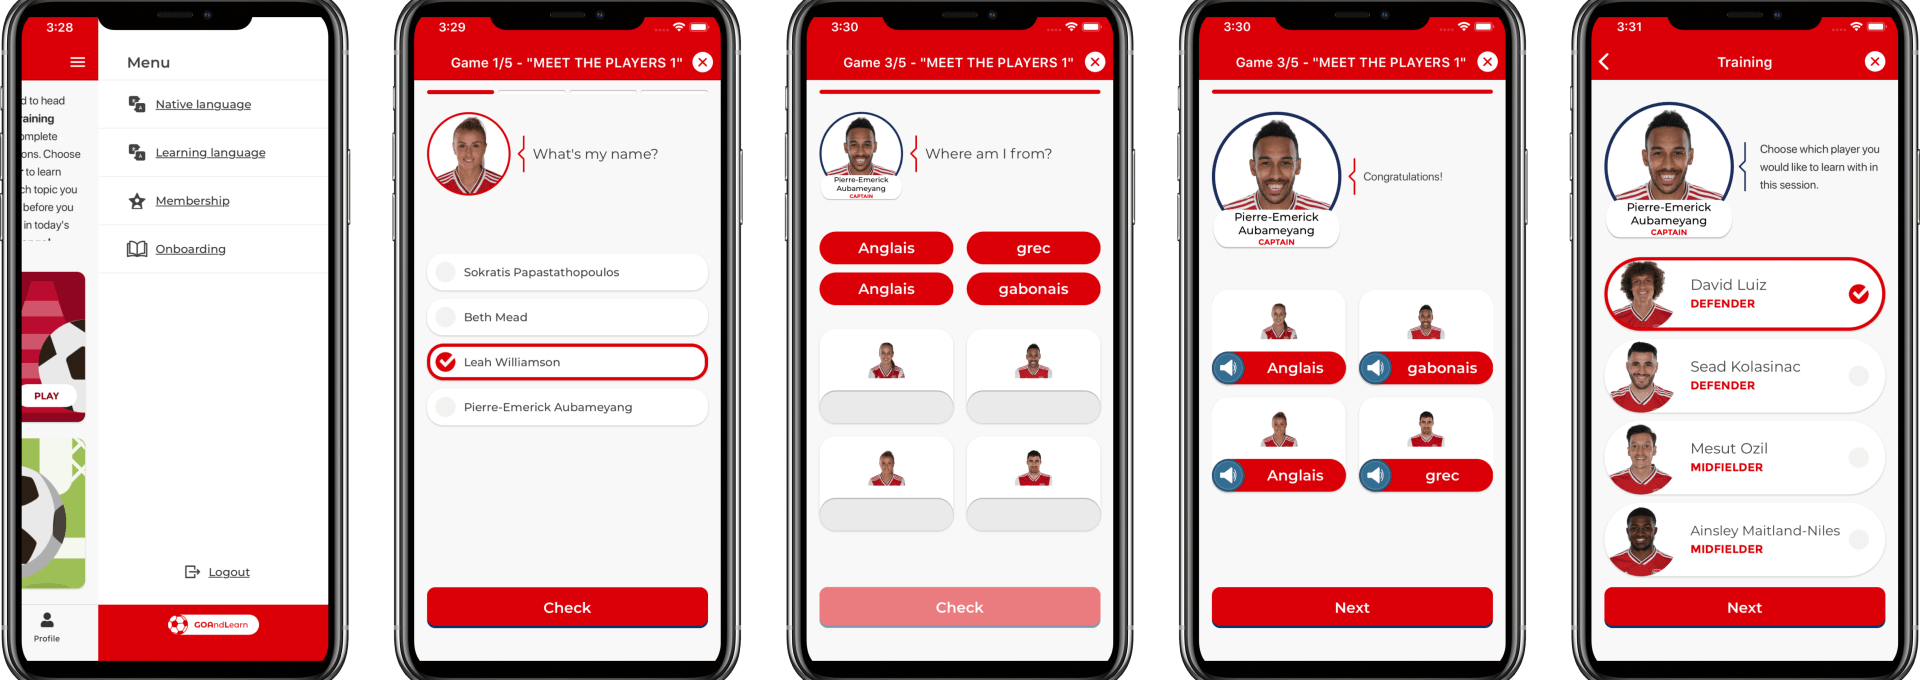 3:28
Menu
d to head
raining
omplete
ons. Choose
to learn
ch topic you
before you
in today's
Native language
Learning language
Membership
Onboarding
PLAY
Logout
Profile
GOAndLearn
3:29
Game 1/5 - "MEET THE PLAYERS 1"
What's my name?
Sokratis Papastathopoulos
Beth Mead
Leah Williamson
Pierre-Emerick Aubameyang
Check
3:30
Game 3/5 - "MEET THE PLAYERS 1"
Where am I from?
Pierre-Emerick
Aubameyang
CAPTAIN
Anglais
grec
Anglais
gabonais
Check
3:30
Game 3/5 - "MEET THE PLAYERS 1"
Congratulations!
Pierre-Emerick
Aubameyang
CAPTAIN
Anglais
gabonais
Anglais
grec
Next
3:31
Training
Choose which player you
would like to learn with in
this session.
Pierre-Emerick
Aubameyang
CAPTAIN
David Luiz
DEFENDER
Sead Kolasinac
DEFENDER
Mesut Ozil
MIDFIELDER
Ainsley Maitland-Niles
MIDFIELDER
Next